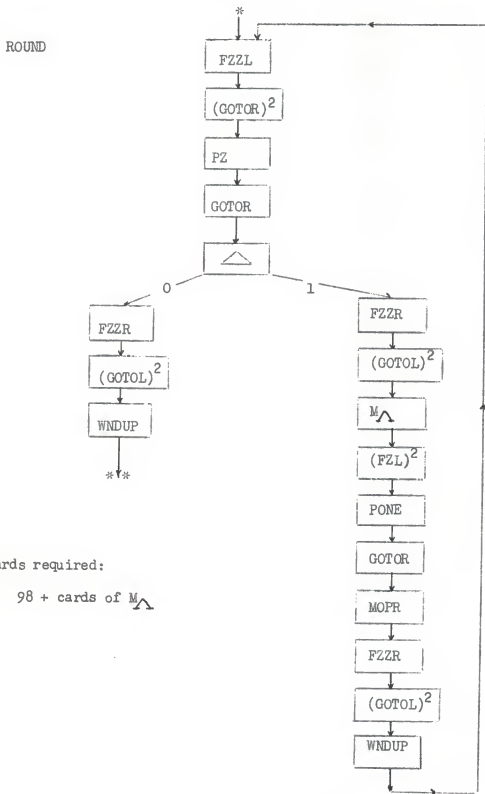 *
ROUND
FZZL
(GOTOR)²
PZ
GOTOR
△
0
1
FZZR
(GOTOL)²
WNDUP
**
FZZR
(GOTOL)²
M
(FZL)²
PONE
GOTOR
MOPR
FZZR
(GOTOL)²
WNDUP
rds required:
98 + cards of M